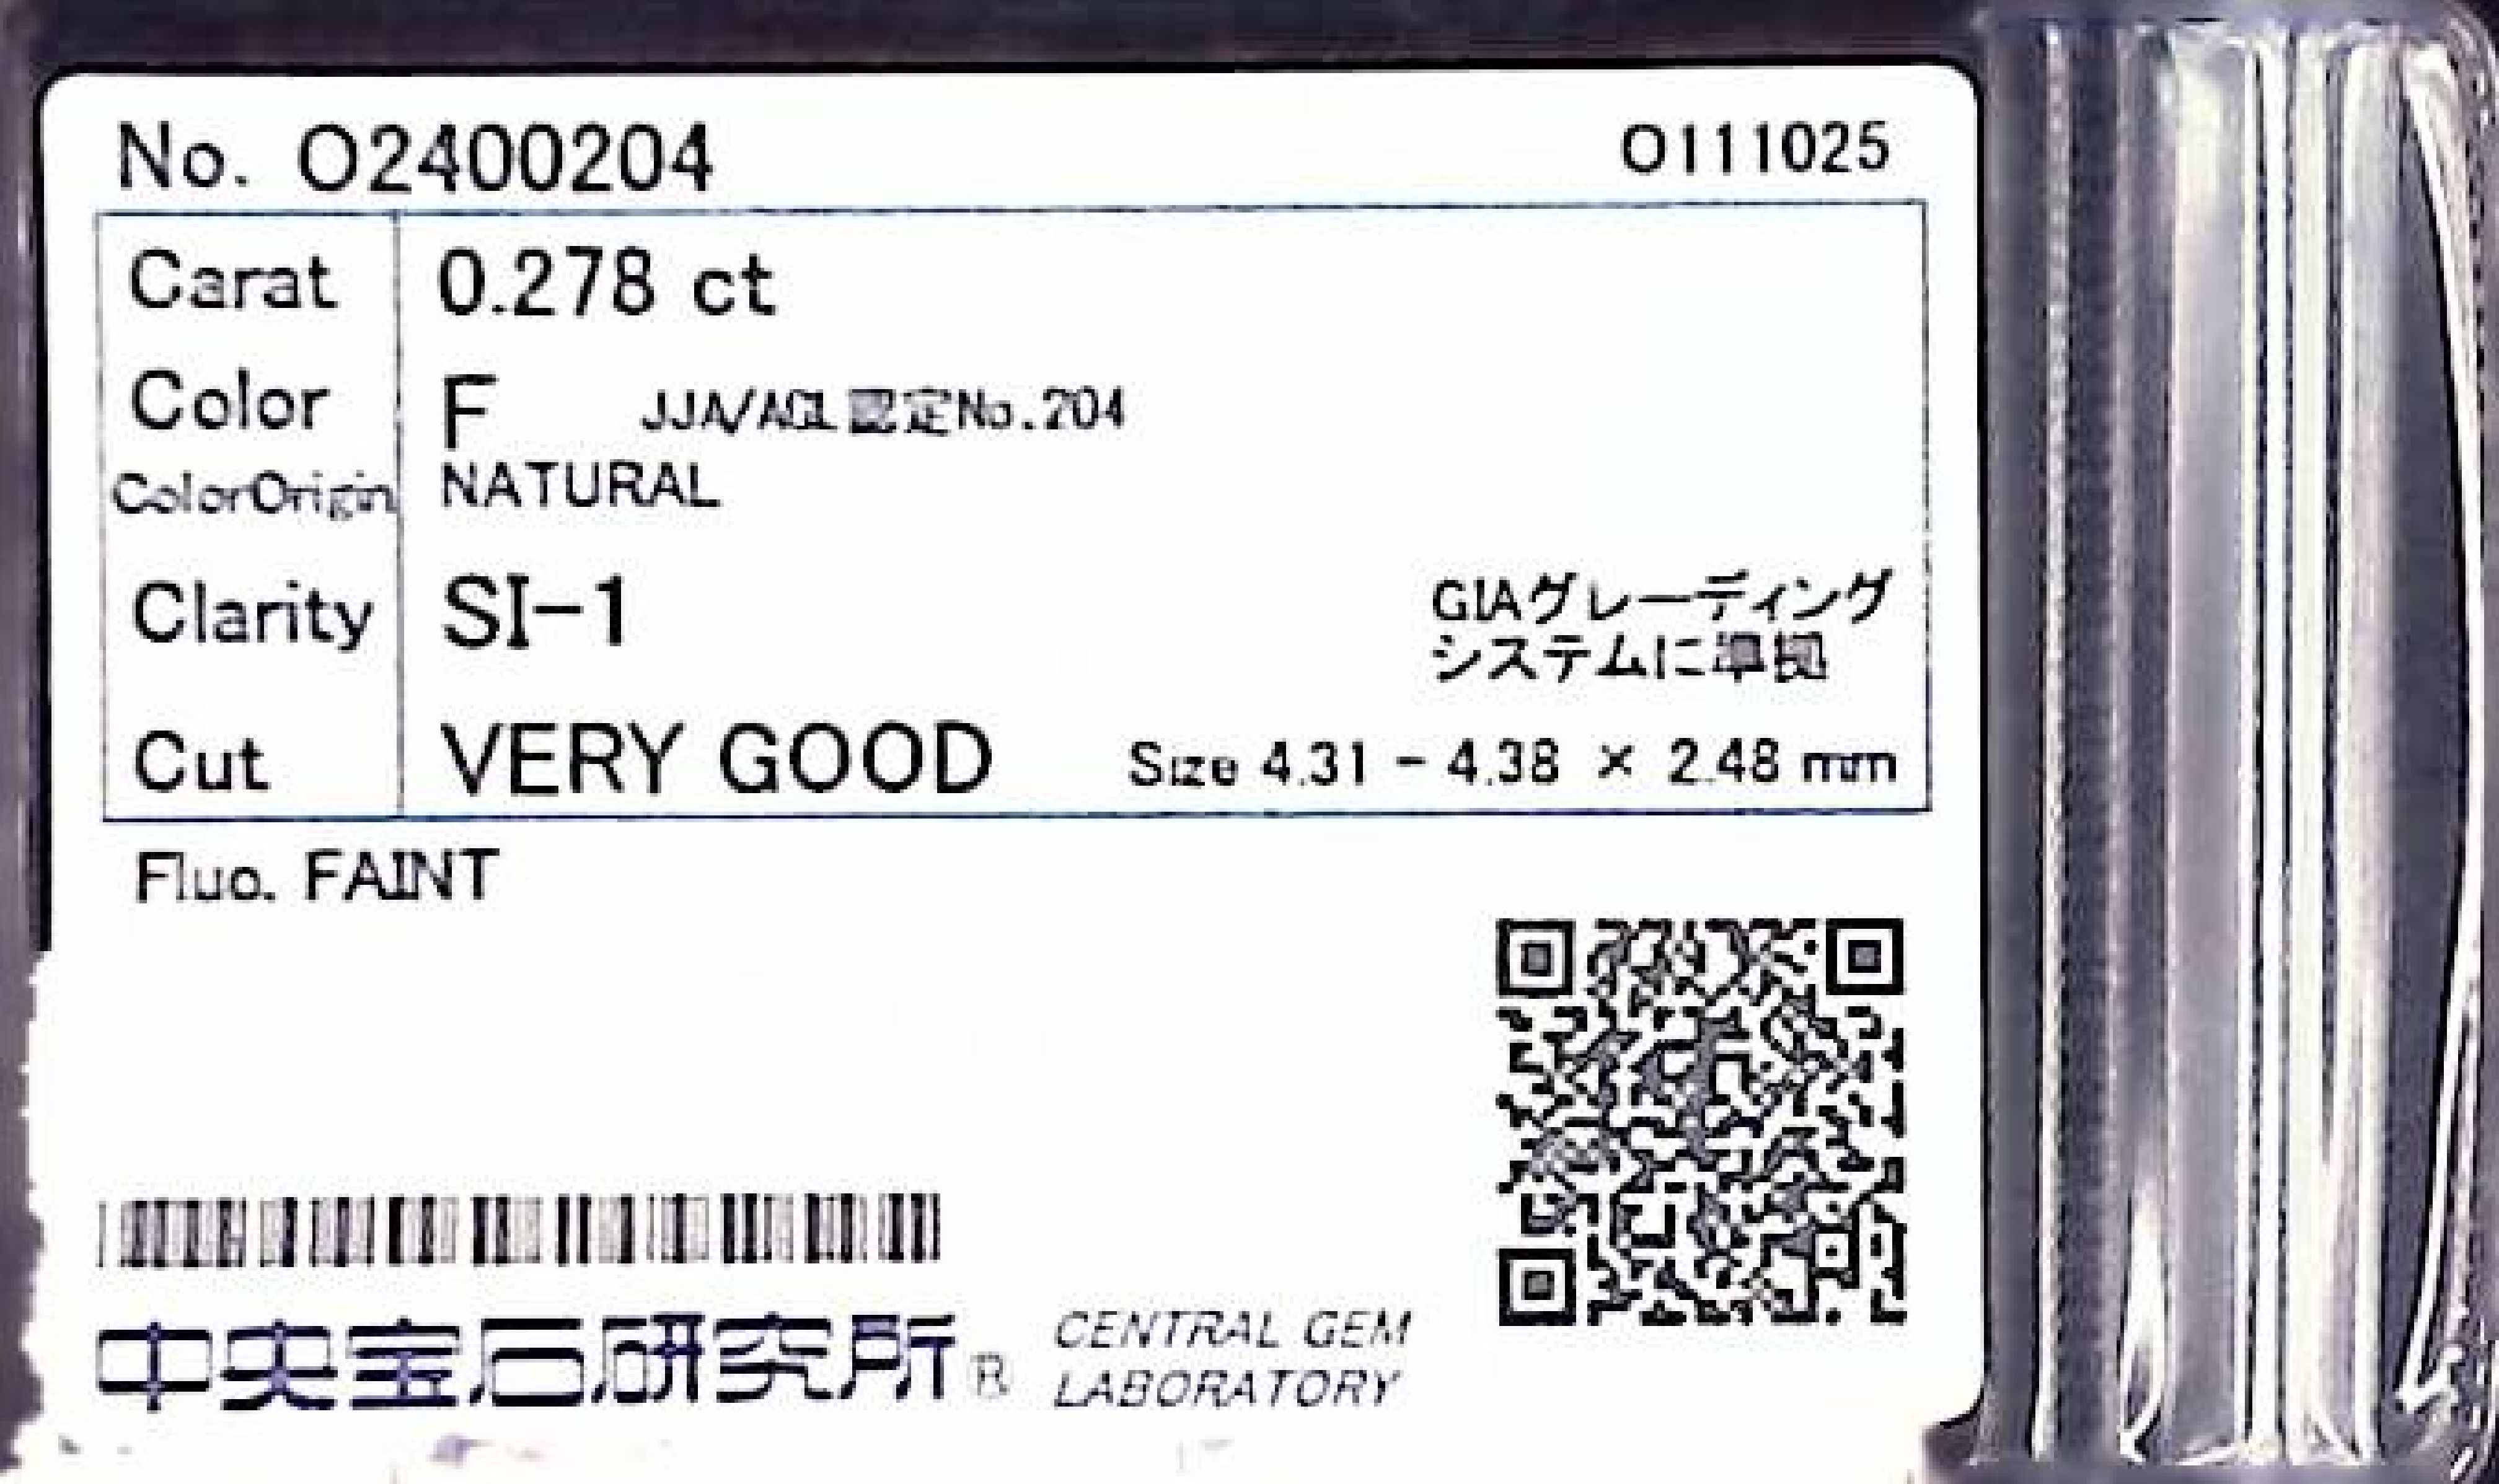 No. O2400204 O111025
Carat 0.278 ct
Color F JJA/AGL認定No.204
ColorOrigin NATURAL
Clarity SI-1
GIAグレーディング
システムに準拠
Cut VERY GOOD Size 4.31 - 4.38 × 2.48 mm
Fluo. FAINT
中央宝石研究所® CENTRAL GEM
LABORATORY